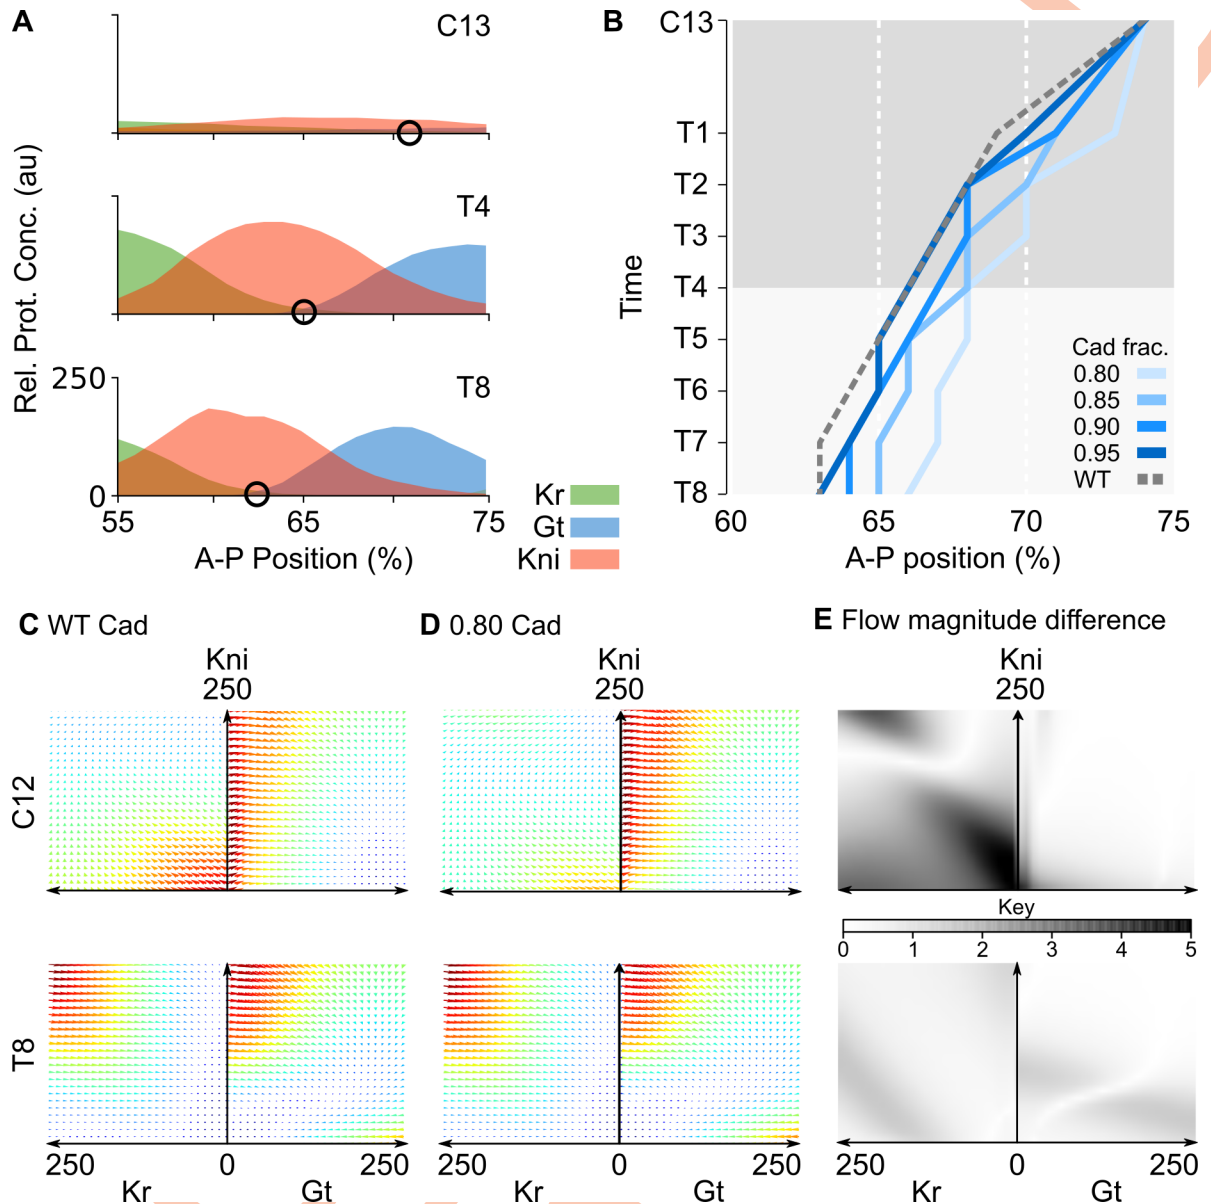 A
C13
Rel. Prot. Conc. (au)
T4
55
65
75
250
T8
0
55
65
75
A-P Position (%)
Kr
Gt
Kni
B
C13
T1
T2
T3
T4
T5
T6
T7
T8
Time
Cad frac.
0.80
0.85
0.90
0.95
WT
60
65
70
75
A-P position (%)
C WT Cad
Kni
250
D 0.80 Cad
Kni
250
E Flow magnitude difference
Kni
250
C12
Key
0 1 2 3 4 5
T8
250 0 250
Kr Gt
250 0 250
Kr Gt
250 0 250
Kr Gt